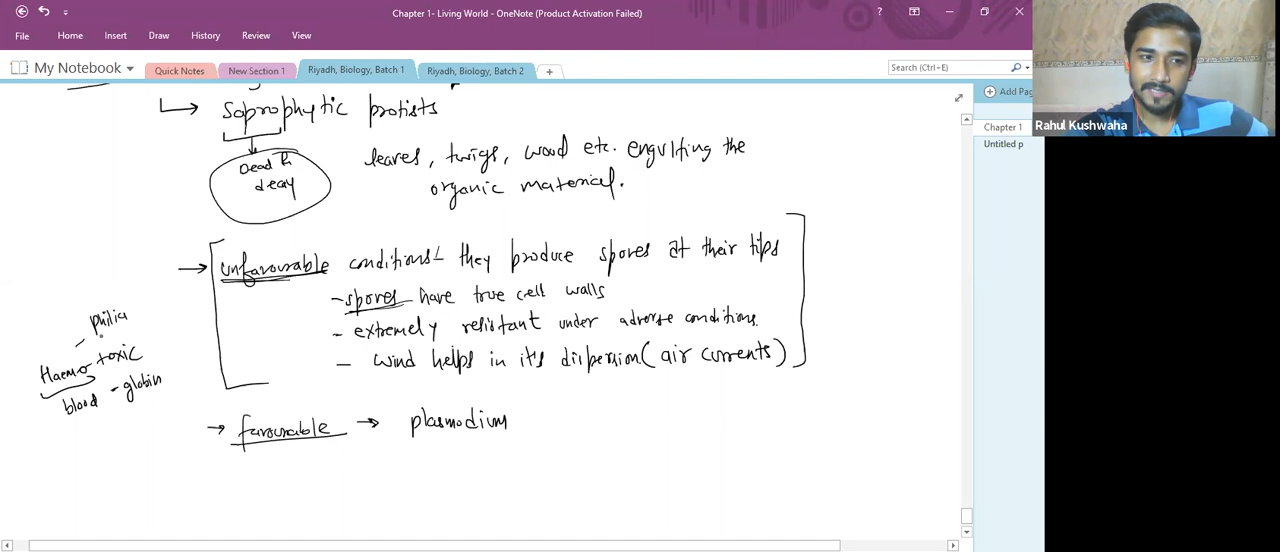 Chapter 1- Living World - OneNote (Product Activation Failed)
?
File Home Insert Draw History Review View
My Notebook
Quick Notes
New Section 1
Riyadh, Biology, Batch 1
Riyadh, Biology, Batch 2
Search (Ctrl+E)
Add Pag
Chapter 1
Untitled p
Rahul Kushwaha
soprophytic protists
Dead &
decay
leaves, twigs, wood etc. engulfing the
organic material.
unfavourable conditions they produce spores at their tips
- spores have true cell walls
- extremely resistant under adverse conditions.
- wind helps in it's dispersion (air currents)
- philia
Haemo toxic
blood - globin
→ favourable → plasmodium